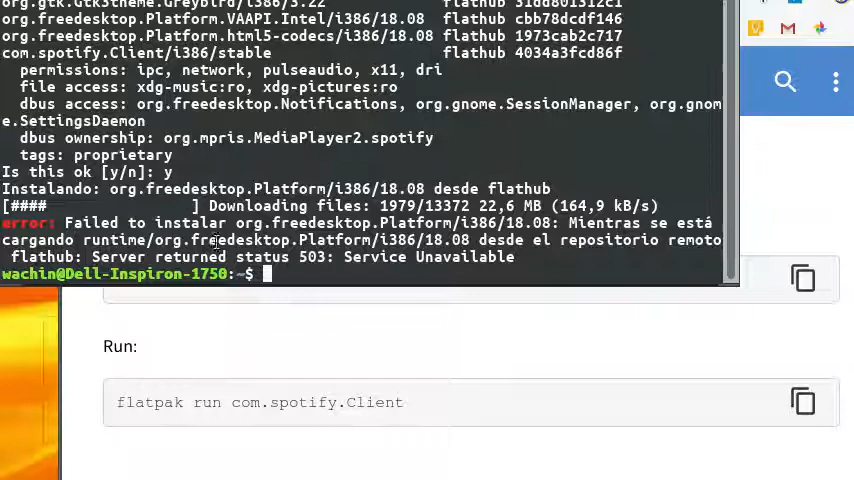 org.gtk.Gtk3theme.Greybird/i386/3.22 flathub 31dd801312c1
org.freedesktop.Platform.VAAPI.Intel/i386/18.08 flathub cbb78dcdf146
org.freedesktop.Platform.html5-codecs/i386/18.08 flathub 1973cab2c717
com.spotify.Client/i386/stable flathub 4034a3fcd86f
permissions: ipc, network, pulseaudio, x11, dri
file access: xdg-music:ro, xdg-pictures:ro
dbus access: org.freedesktop.Notifications, org.gnome.SessionManager, org.gnom
e.SettingsDaemon
dbus ownership: org.mpris.MediaPlayer2.spotify
tags: proprietary
Is this ok [y/n]: y
Instalando: org.freedesktop.Platform/i386/18.08 desde flathub
[#### ] Downloading files: 1979/13372 22,6 MB (164,9 kB/s)
error: Failed to instalar org.freedesktop.Platform/i386/18.08: Mientras se está
cargando runtime/org.freedesktop.Platform/i386/18.08 desde el repositorio remoto
flathub: Server returned status 503: Service Unavailable
wachin@Dell-Inspiron-1750:~$
Run:
flatpak run com.spotify.Client